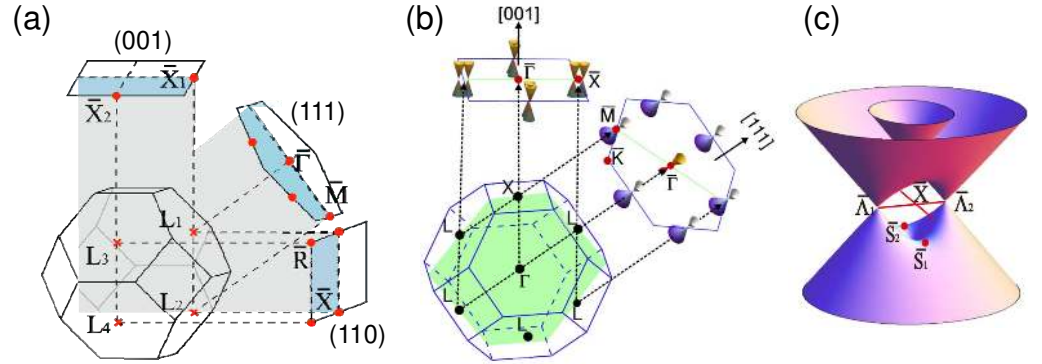 (a)
(001)
X̄₁
X̄₂
(111)
Γ̄
M̄
L₁
L₃
R̄
L₂
X̄
L₄
(110)
(b)
[001]
Γ̄
X̄
M̄
[111]
K̄
Γ̄
X
L
L
Γ
L
L
L
(c)
X̄
Λ̄₁
Λ̄₂
S̄₂
S̄₁